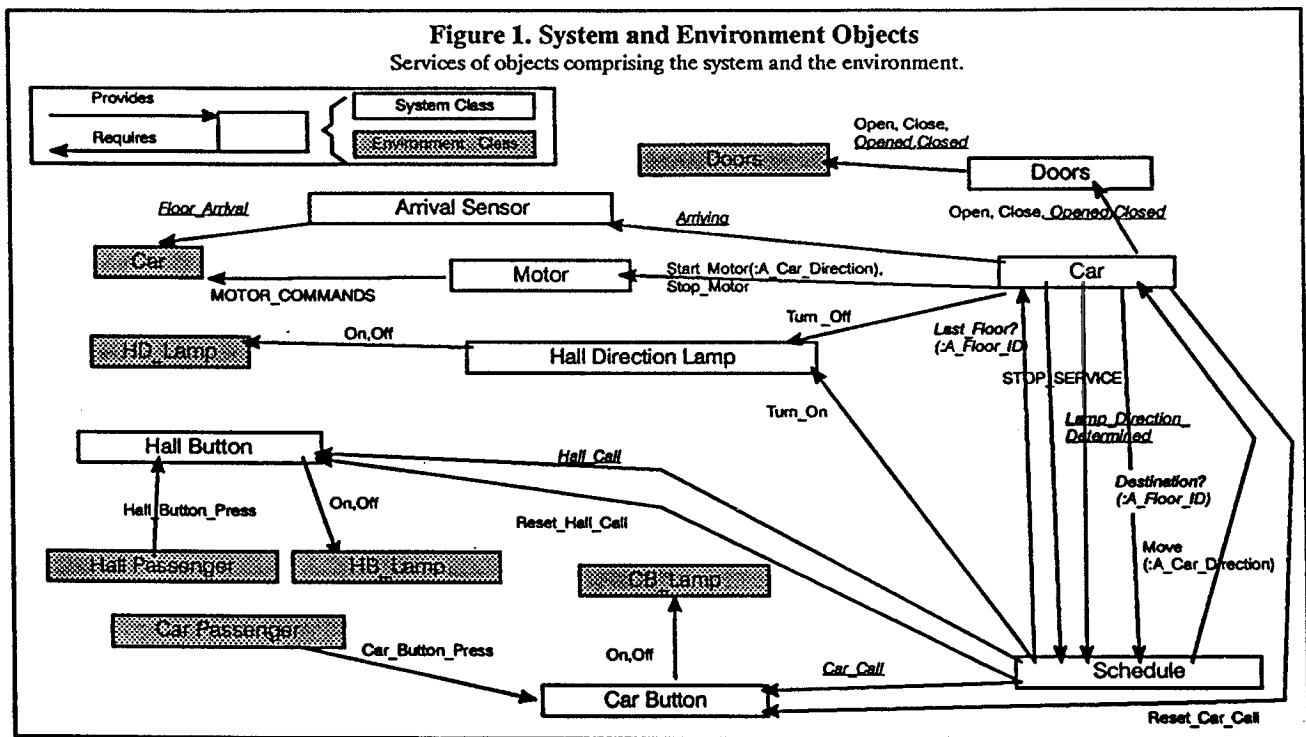 Figure 1. System and Environment Objects
Services of objects comprising the system and the environment.
Provides
Requires
System Class
Environment Class
Open, Close,
Opened,Closed
Doors
Doors
Open, Close, Opened,Closed
Floor_Arrival
Arrival Sensor
Arriving
Car
Motor
Start_Motor(:A_Car_Direction),
Stop_Motor
Car
MOTOR_COMMANDS
Turn_Off
Last_Floor?
(:A_Floor_ID)
HD_Lamp
On,Off
Hall Direction Lamp
STOP_SERVICE
Turn_On
Lamp_Direction_
Determined
Hall Button
Hall_Call
Destination?
(:A_Floor_ID)
Hall_Button_Press
On,Off
Reset_Hall_Call
Move
(:A_Car_Direction)
Hall Passenger
HB_Lamp
CB_Lamp
Car Passenger
Car_Button_Press
On,Off
Car_Call
Schedule
Car Button
Reset_Car_Call